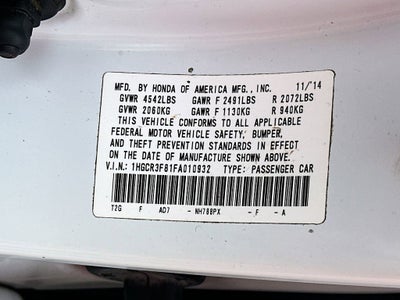 MFD. BY HONDA OF AMERICA MFG., INC. 11/14
GVWR 4542LBS GAWR F 2491LBS R 2072LBS
GVWR 2060KG GAWR F 1130KG R 940KG
THIS VEHICLE CONFORMS TO ALL APPLICABLE
FEDERAL MOTOR VEHICLE SAFETY, BUMPER,
AND THEFT PREVENTION STANDARDS IN EFFECT
ON THE DATE OF MANUFACTURE SHOWN ABOVE.
V.I.N.: 1HGCR3F81FA010932 TYPE: PASSENGER CAR
T2G F AD7 -NH788PX -F -A